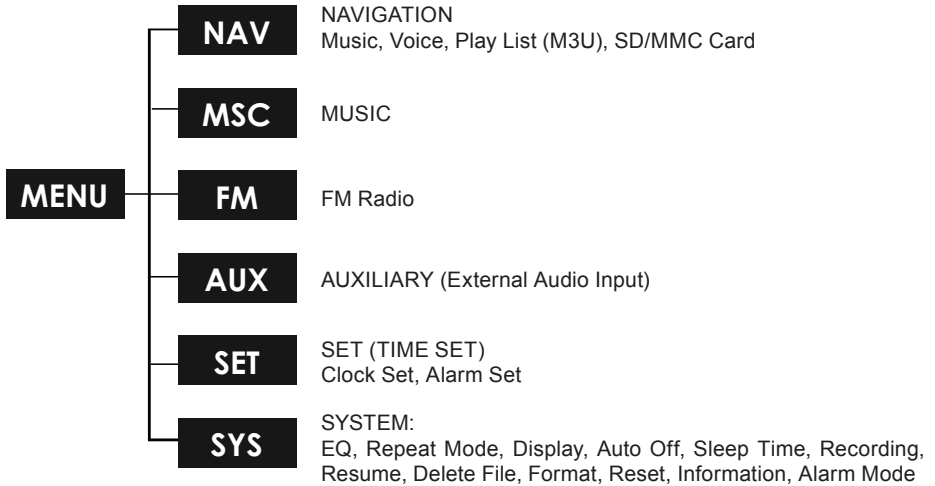 MENU
NAV
NAVIGATION
Music, Voice, Play List (M3U), SD/MMC Card
MSC
MUSIC
FM
FM Radio
AUX
AUXILIARY (External Audio Input)
SET
SET (TIME SET)
Clock Set, Alarm Set
SYS
SYSTEM:
EQ, Repeat Mode, Display, Auto Off, Sleep Time, Recording,
Resume, Delete File, Format, Reset, Information, Alarm Mode